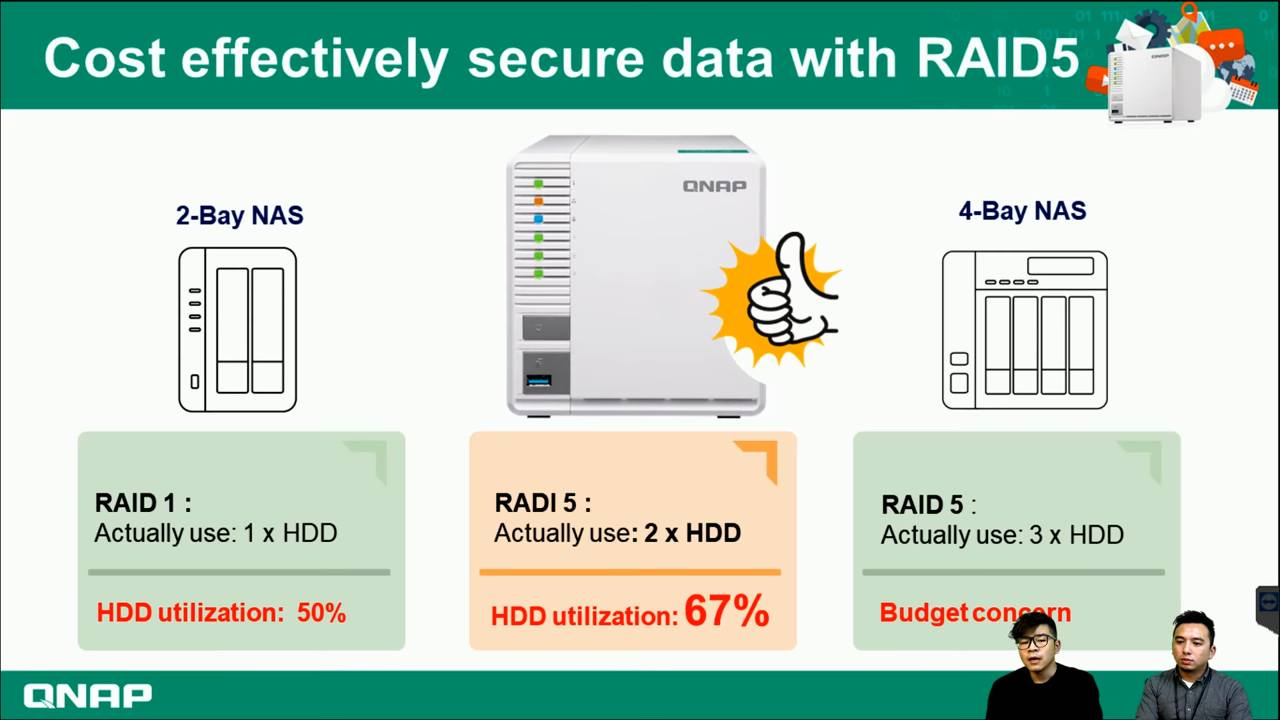 Cost effectively secure data with RAID5
2-Bay NAS
QNAP
4-Bay NAS
RAID 1 :
Actually use: 1 x HDD
HDD utilization: 50%
RADI 5 :
Actually use: 2 x HDD
HDD utilization: 67%
RAID 5 :
Actually use: 3 x HDD
Budget concern
QNAP